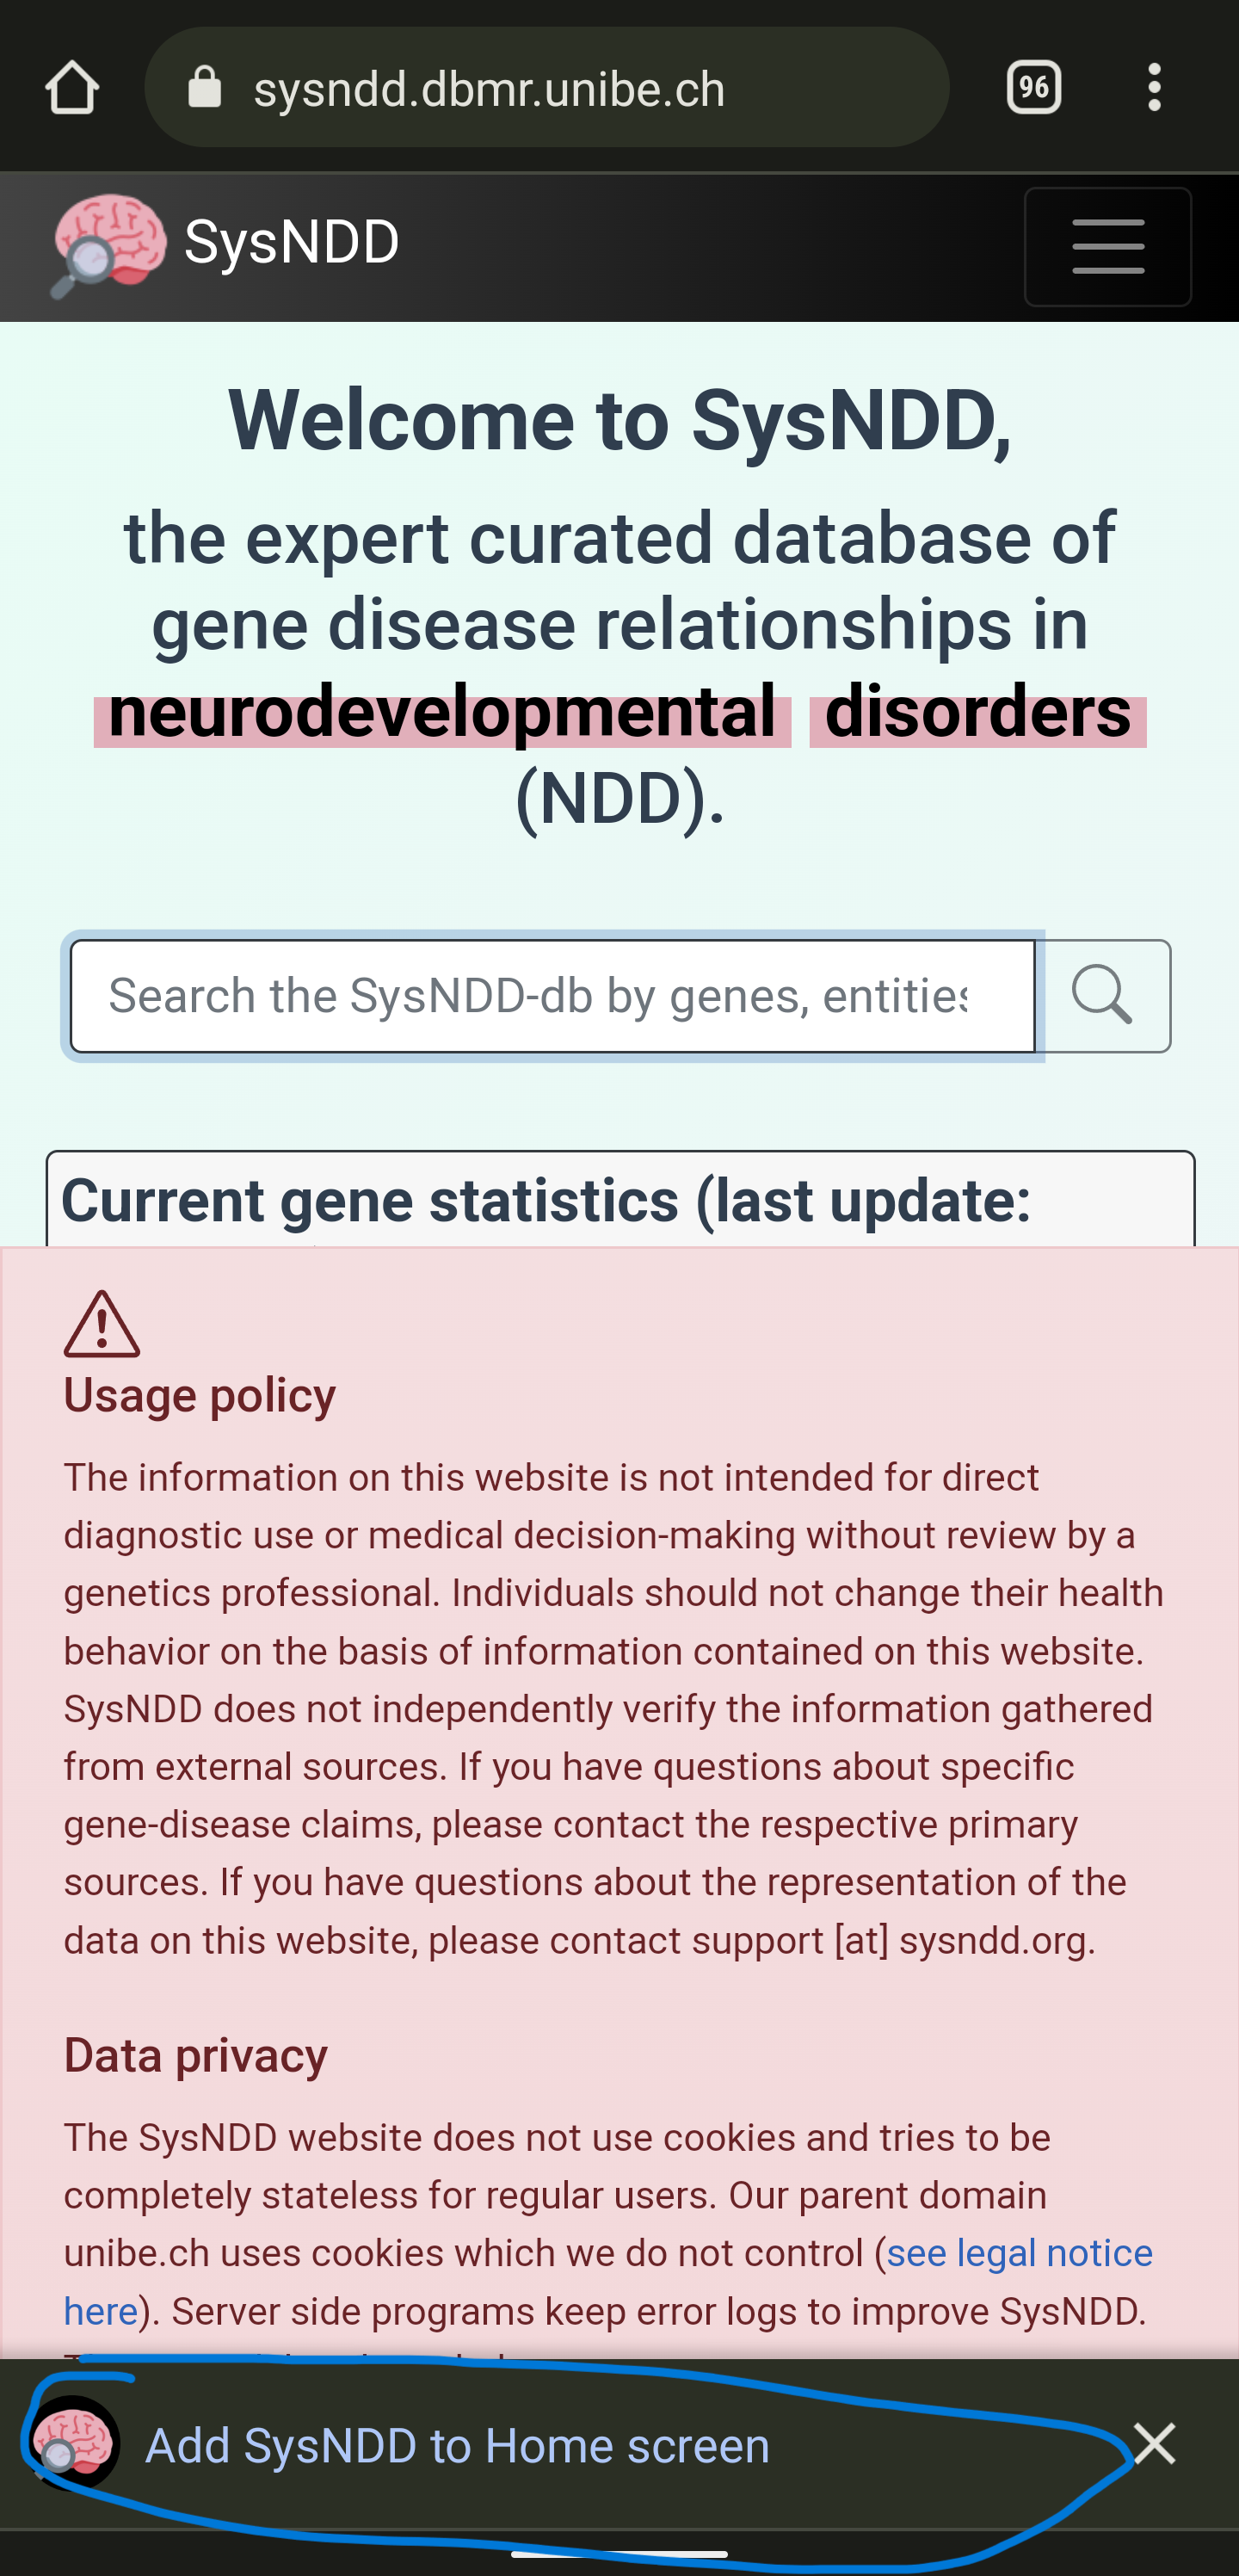 sysndd.dbmr.unibe.ch
96
SysNDD
Welcome to SysNDD,
the expert curated database of
gene disease relationships in
neurodevelopmental disorders
(NDD).
Search the SysNDD-db by genes, entities
Current gene statistics (last update:
Usage policy
The information on this website is not intended for direct
diagnostic use or medical decision-making without review by a
genetics professional. Individuals should not change their health
behavior on the basis of information contained on this website.
SysNDD does not independently verify the information gathered
from external sources. If you have questions about specific
gene-disease claims, please contact the respective primary
sources. If you have questions about the representation of the
data on this website, please contact support [at] sysndd.org.
Data privacy
The SysNDD website does not use cookies and tries to be
completely stateless for regular users. Our parent domain
unibe.ch uses cookies which we do not control (see legal notice
here). Server side programs keep error logs to improve SysNDD.
Add SysNDD to Home screen